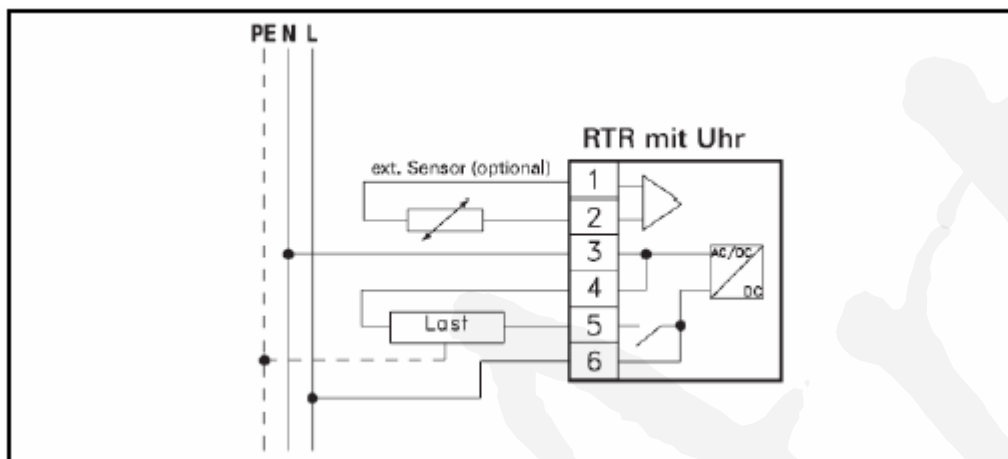 PE N L
RTR mit Uhr
ext. Sensor (optional)
1
2
3
AC/DC
4
DC
Last
5
6